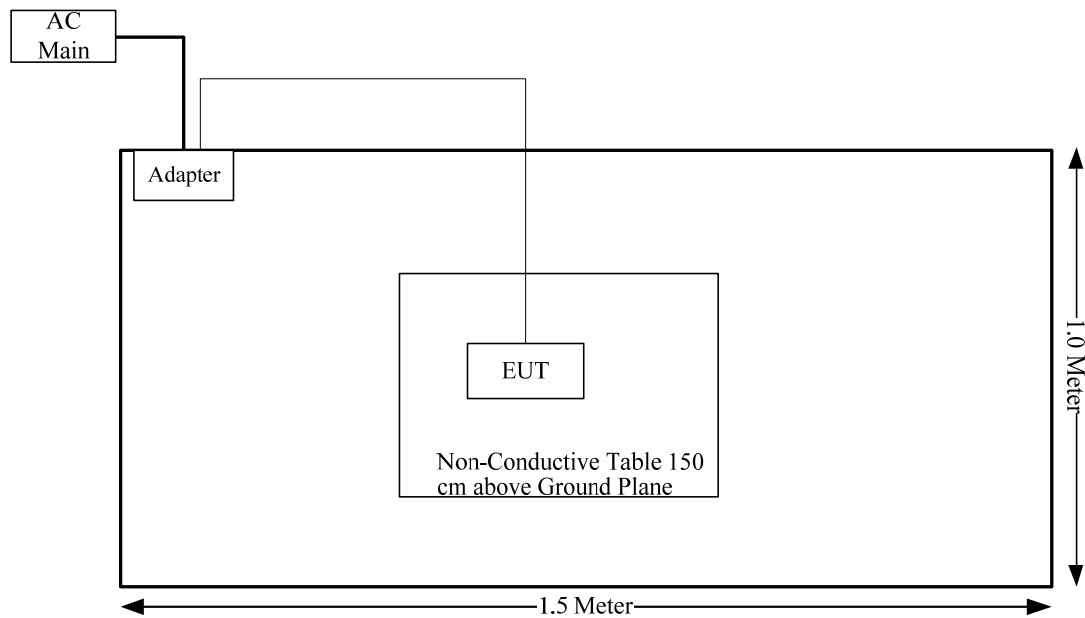 AC
Main
Adapter
EUT
Non-Conductive Table 150
cm above Ground Plane
1.0 Meter
1.5 Meter